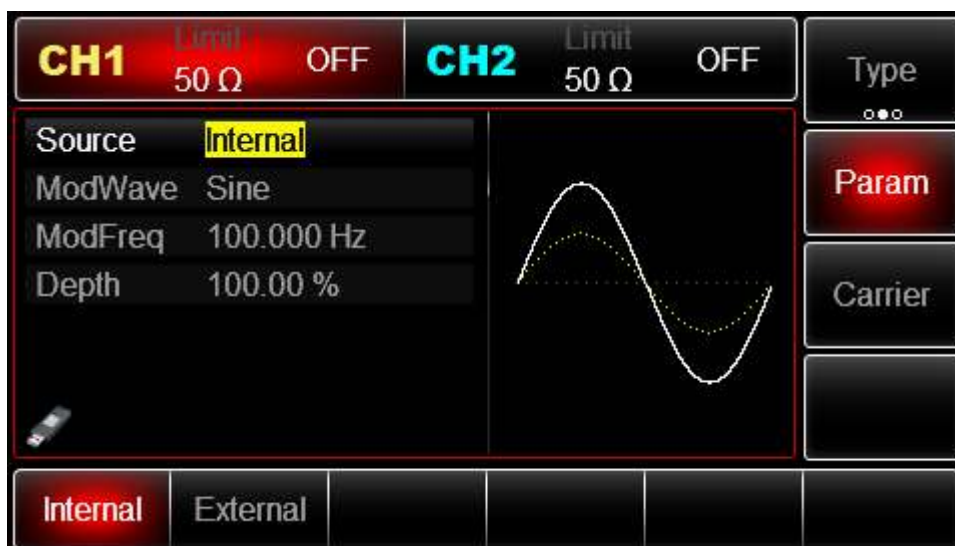 CH1 Limit 50 Ω OFF
CH2 Limit 50 Ω OFF
Type
Source Internal
ModWave Sine
ModFreq 100.000 Hz
Depth 100.00 %
Param
Carrier
Internal External